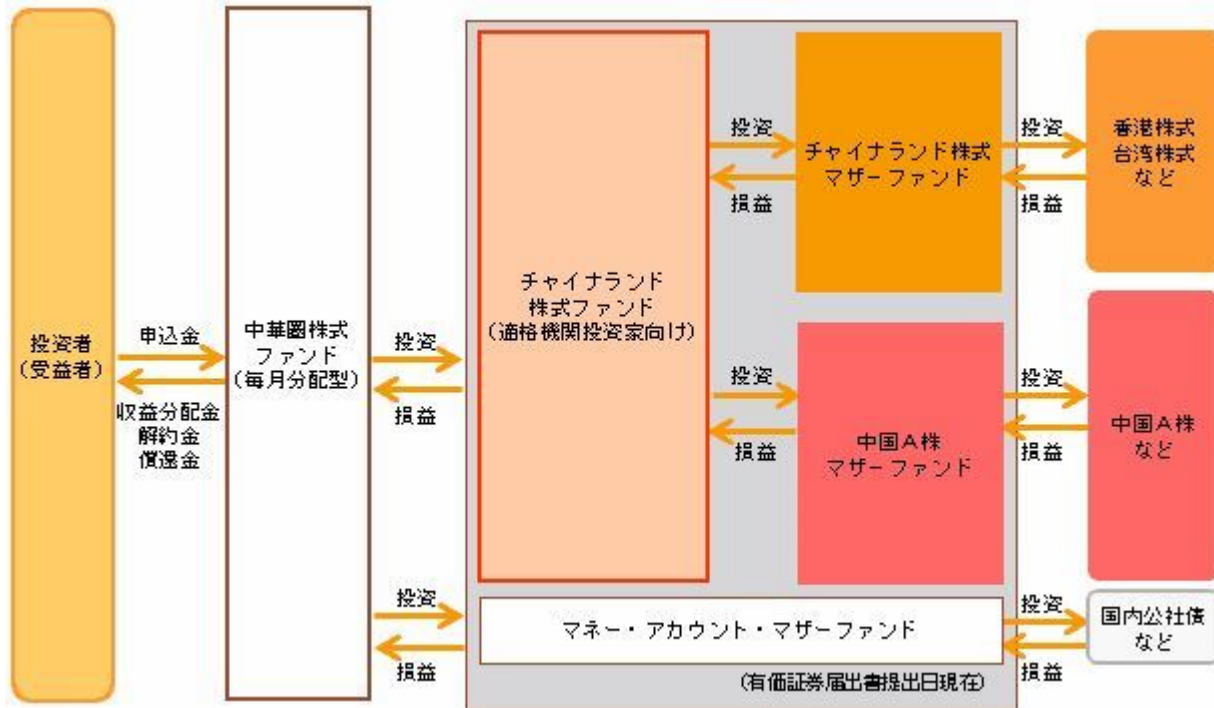 投資者
（受益者）
申込金
収益分配金
解約金
償還金
中華圏株式
ファンド
（毎月分配型）
投資
損益
投資
損益
チャイナランド
株式ファンド
（適格機関投資家向け）
投資
損益
チャイナランド株式
マザーファンド
投資
損益
香港株式
台湾株式
など
投資
損益
中国Ａ株
マザーファンド
投資
損益
中国Ａ株
など
マネー・アカウント・マザーファンド
投資
損益
国内公社債
など
（有価証券届出書提出日現在）